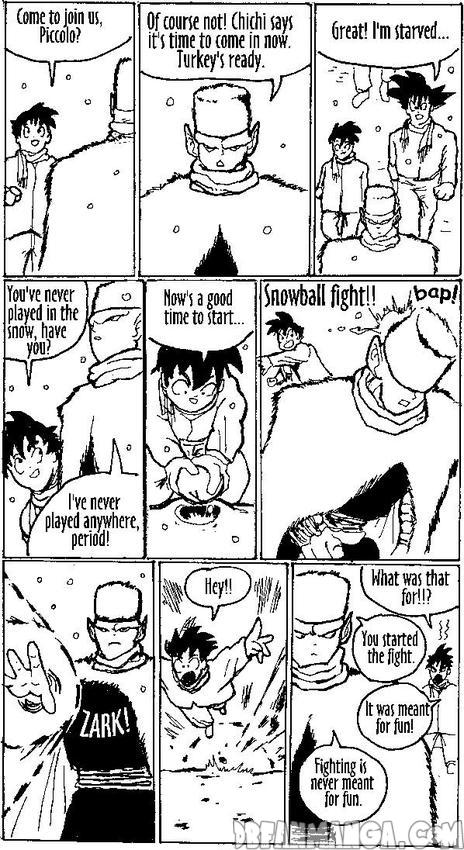 Come to join us,
Piccolo?
Of course not! Chichi says
it's time to come in now.
Turkey's ready.
Great! I'm starved...
You've never
played in the
snow, have
you?
I've never
played anywhere,
period!
Now's a good
time to start...
Snowball fight!!
bap!
ZARK!
Hey!!
What was that
for!!?
You started
the fight.
It was meant
for fun!
Fighting is
never meant
for fun.
DREAMMANGA.COM